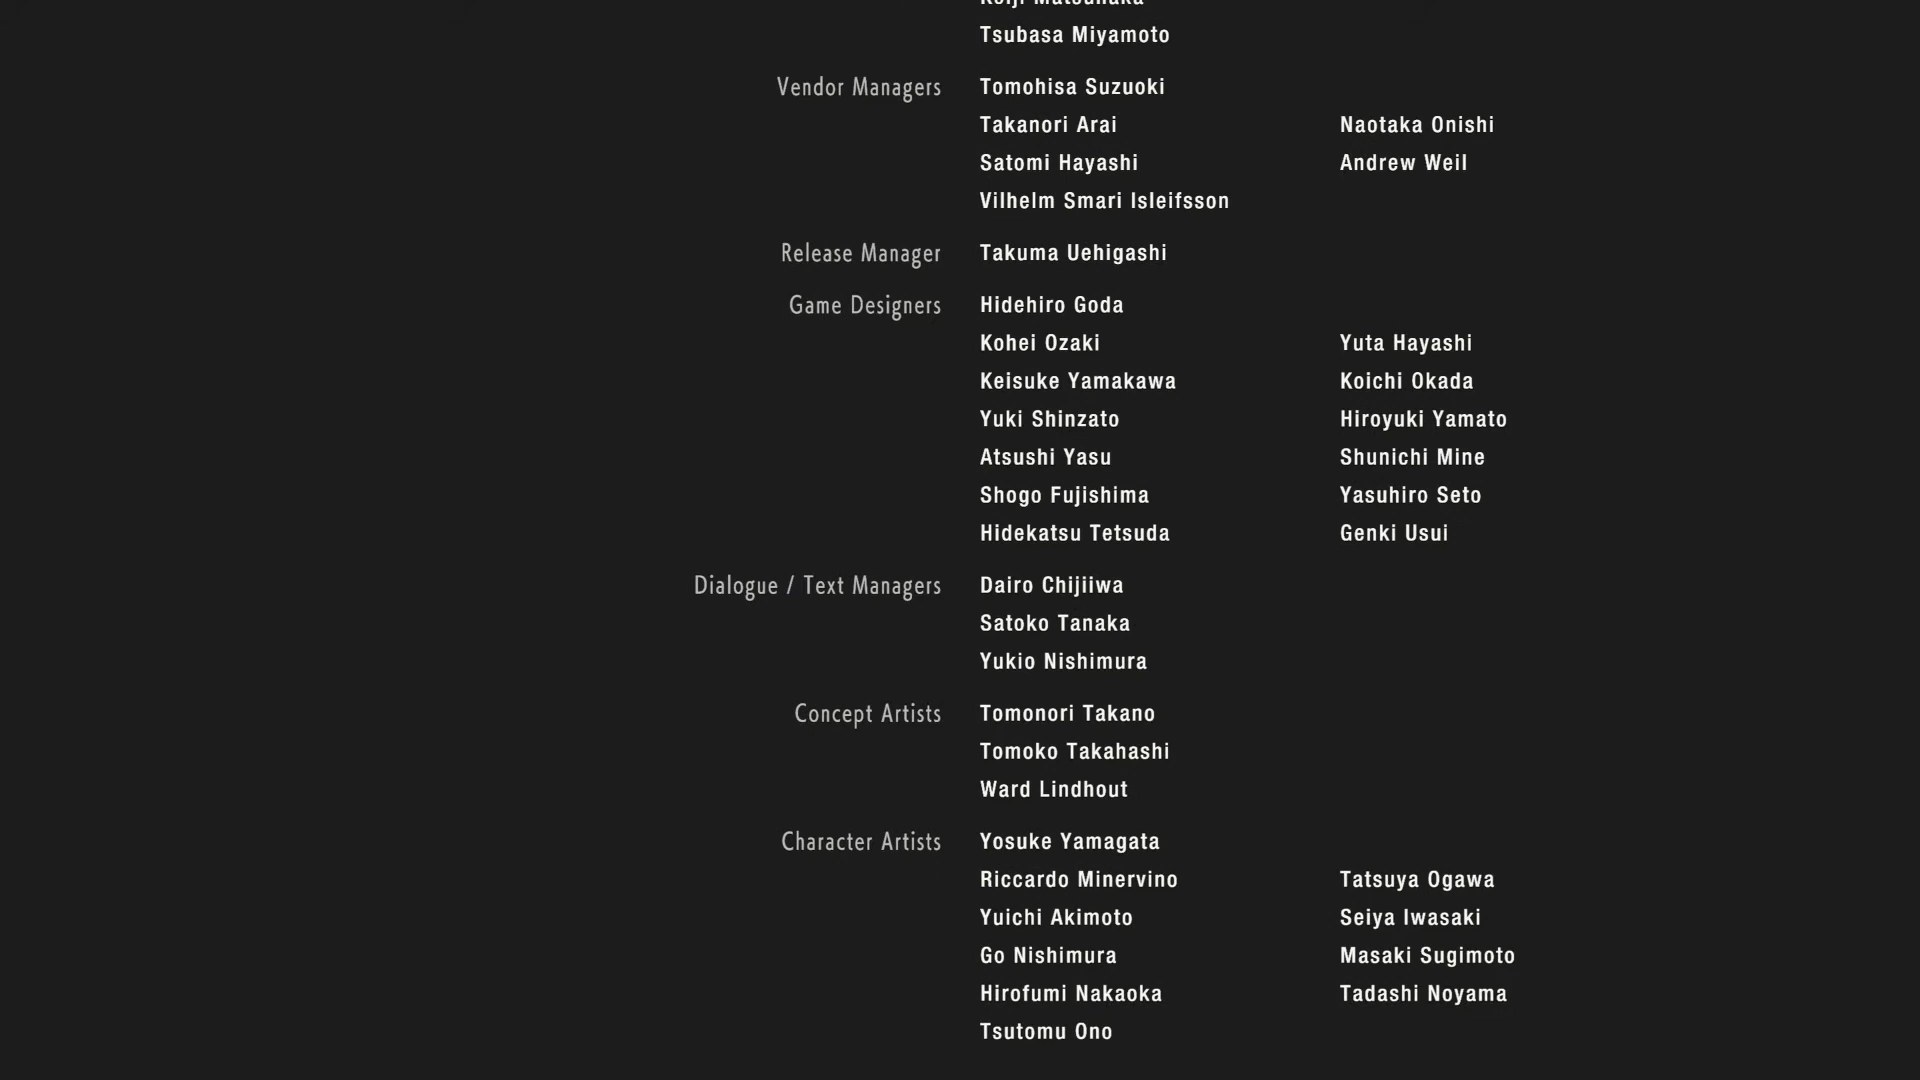 Tsubasa Miyamoto
Vendor Managers Tomohisa Suzuoki
Takanori Arai Naotaka Onishi
Satomi Hayashi Andrew Weil
Vilhelm Smari Isleifsson
Release Manager Takuma Uehigashi
Game Designers Hidehiro Goda
Kohei Ozaki Yuta Hayashi
Keisuke Yamakawa Koichi Okada
Yuki Shinzato Hiroyuki Yamato
Atsushi Yasu Shunichi Mine
Shogo Fujishima Yasuhiro Seto
Hidekatsu Tetsuda Genki Usui
Dialogue / Text Managers Dairo Chijiiwa
Satoko Tanaka
Yukio Nishimura
Concept Artists Tomonori Takano
Tomoko Takahashi
Ward Lindhout
Character Artists Yosuke Yamagata
Riccardo Minervino Tatsuya Ogawa
Yuichi Akimoto Seiya Iwasaki
Go Nishimura Masaki Sugimoto
Hirofumi Nakaoka Tadashi Noyama
Tsutomu Ono